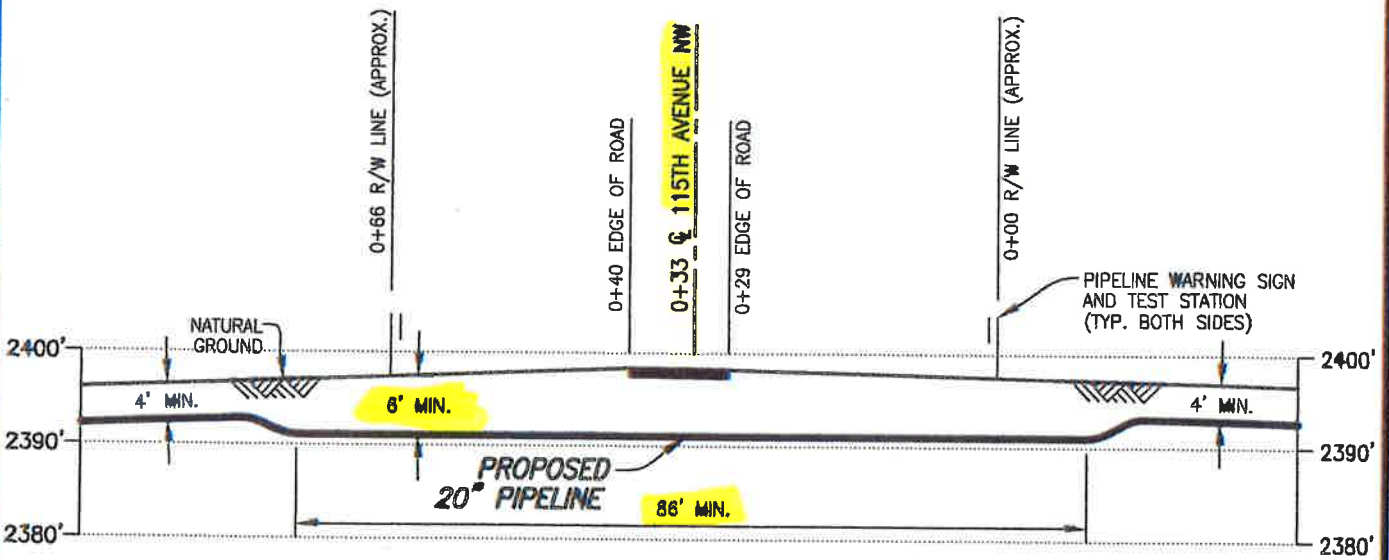 0+66 R/W LINE (APPROX.)
0+40 EDGE OF ROAD
0+33 ℄ 115TH AVENUE NW
0+29 EDGE OF ROAD
0+00 R/W LINE (APPROX.)
PIPELINE WARNING SIGN
AND TEST STATION
(TYP. BOTH SIDES)
NATURAL
GROUND
2400'
2400'
4' MIN.
6' MIN.
4' MIN.
2390'
2390'
PROPOSED
20" PIPELINE
86' MIN.
2380'
2380'